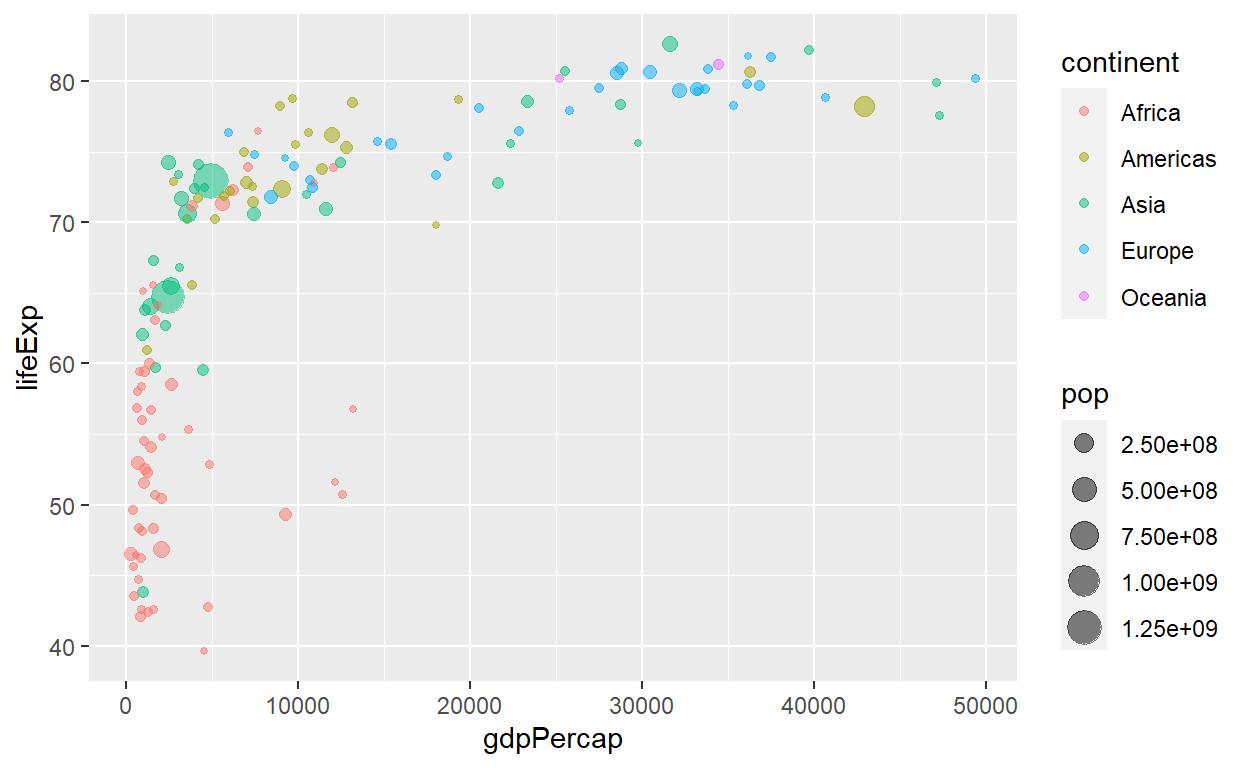 continent
Africa
Americas
Asia
Europe
Oceania
pop
2.50e+08
5.00e+08
7.50e+08
1.00e+09
1.25e+09
lifeExp
80
70
60
50
40
0 10000 20000 30000 40000 50000
gdpPercap